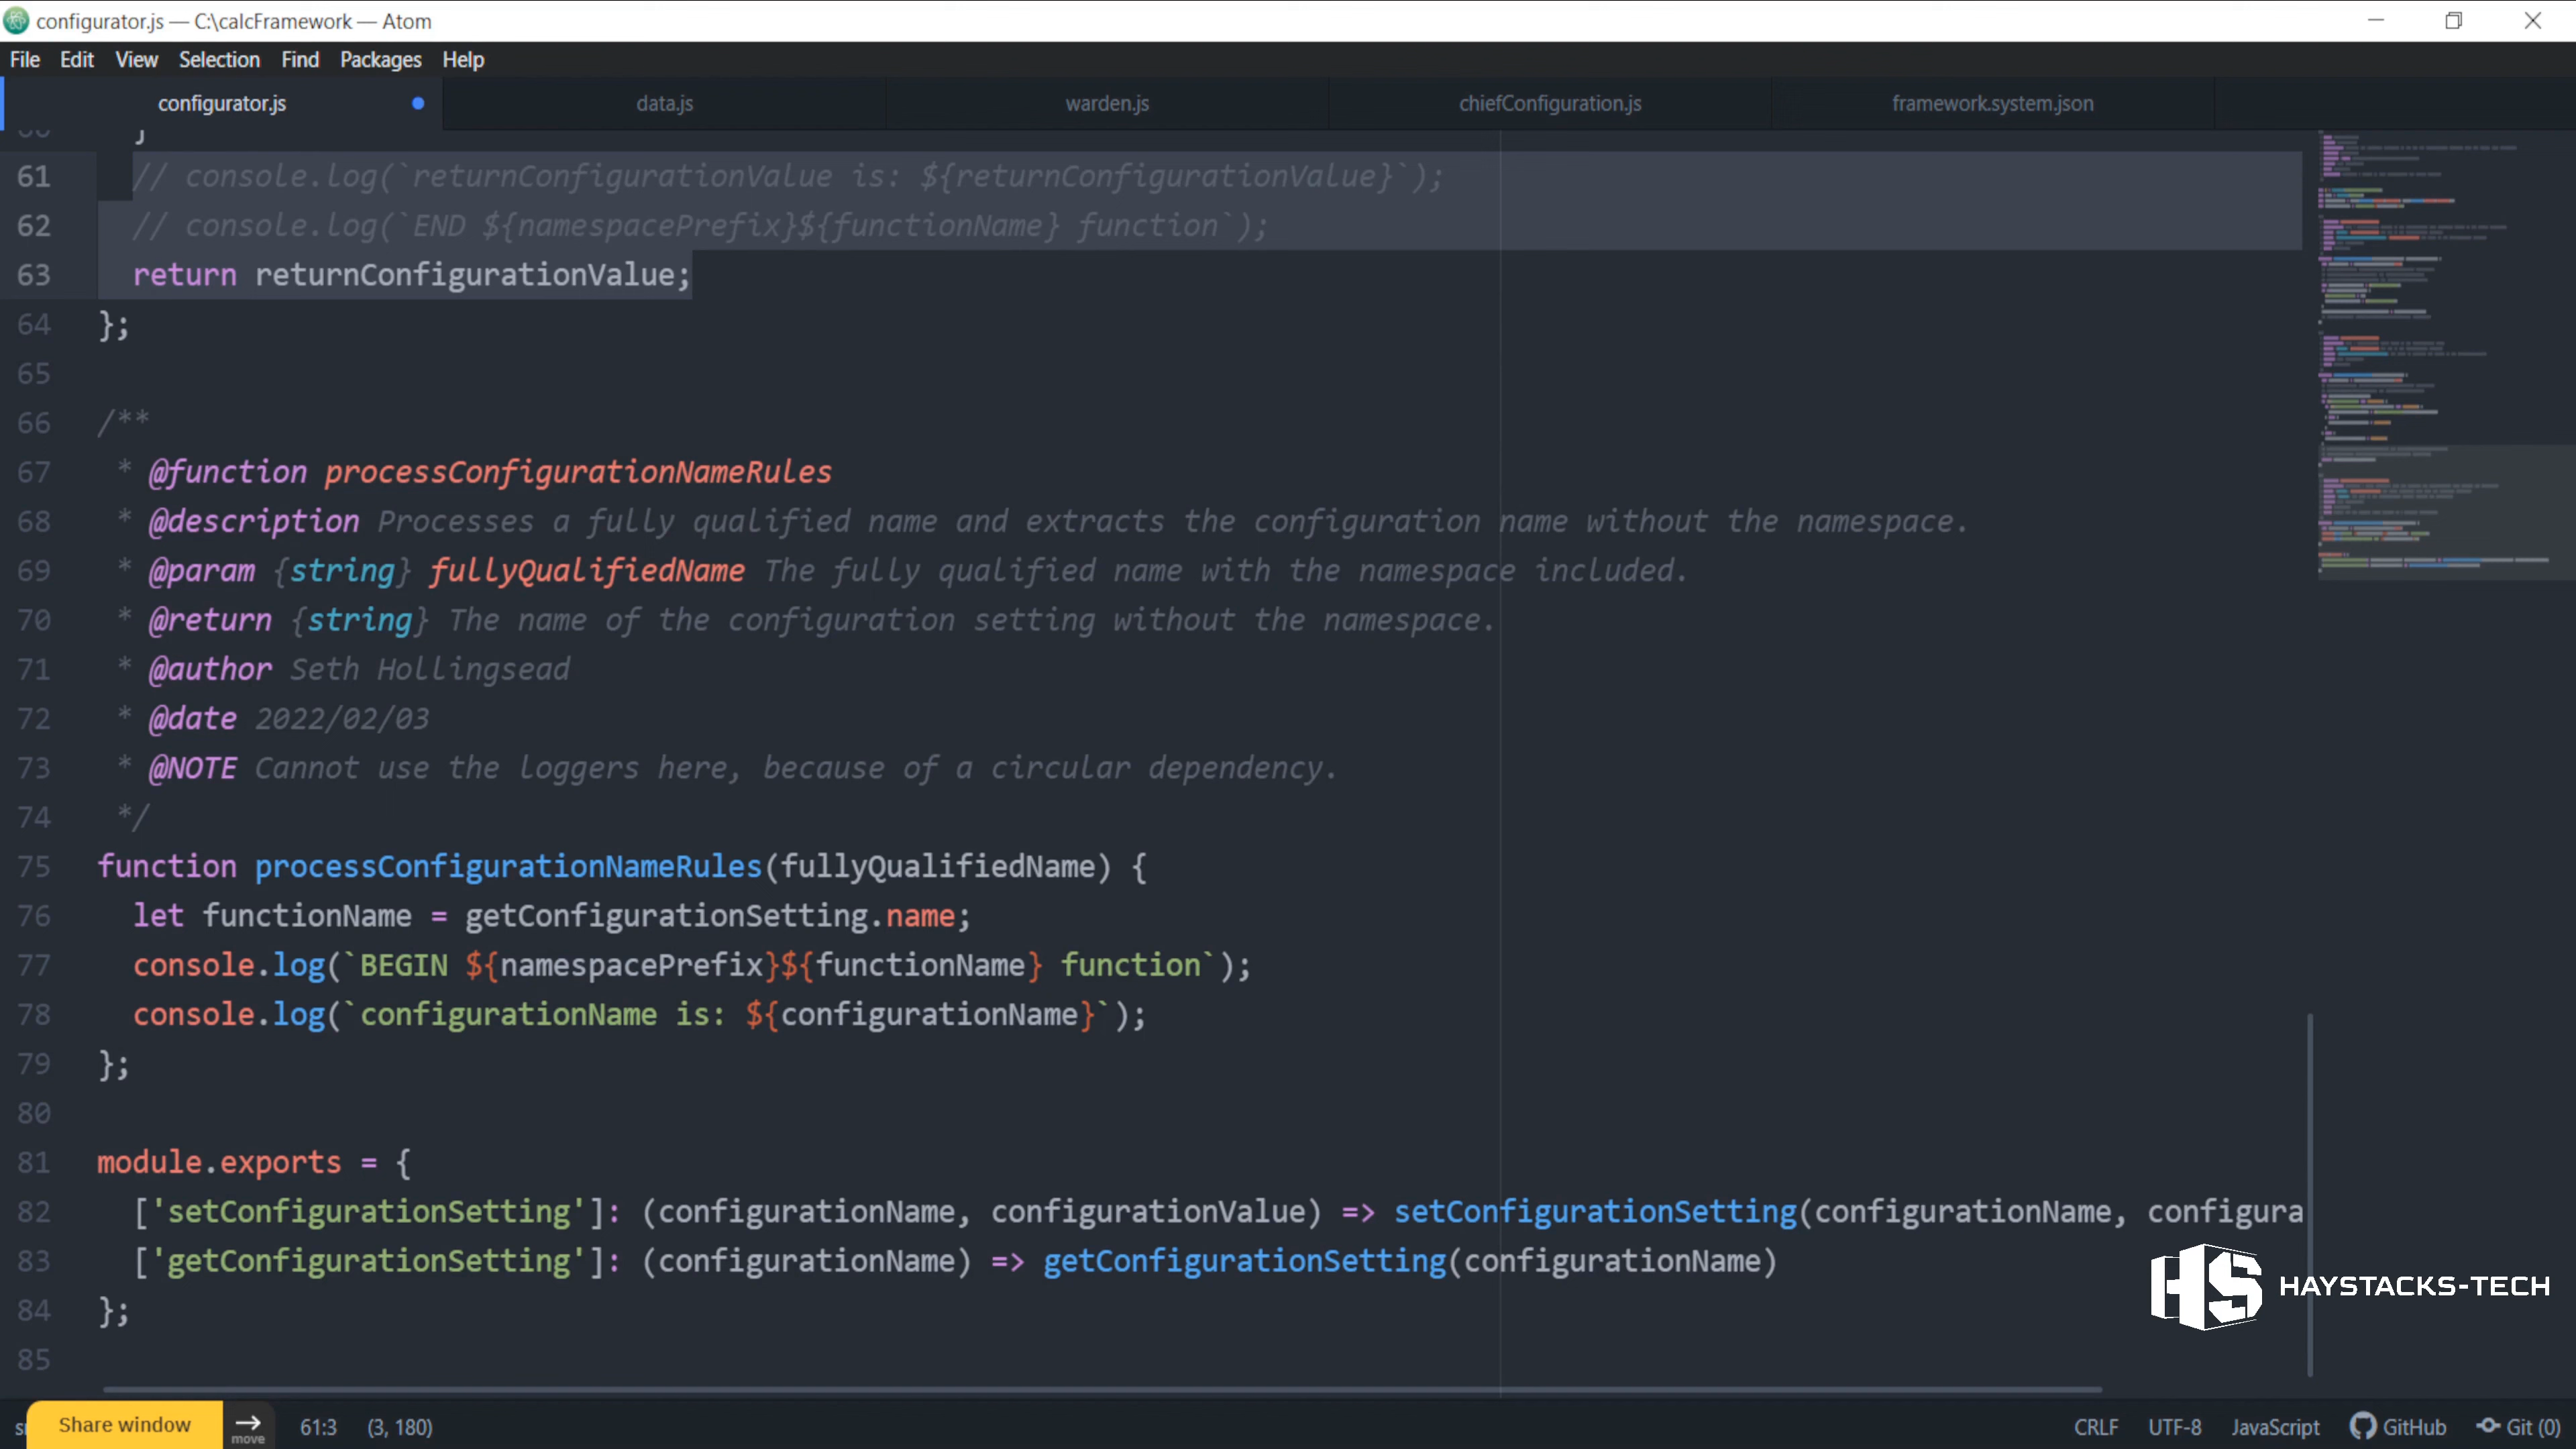 configurator.js — C:\calcFramework — Atom
File Edit View Selection Find Packages Help
configurator.js data.js warden.js chiefConfiguration.js framework.system.json
61 // console.log(`returnConfigurationValue is: ${returnConfigurationValue}`);
62 // console.log(`END ${namespacePrefix}${functionName} function`);
63 return returnConfigurationValue;
64 };
65
66 /**
67 * @function processConfigurationNameRules
68 * @description Processes a fully qualified name and extracts the configuration name without the namespace.
69 * @param {string} fullyQualifiedName The fully qualified name with the namespace included.
70 * @return {string} The name of the configuration setting without the namespace.
71 * @author Seth Hollingsead
72 * @date 2022/02/03
73 * @NOTE Cannot use the loggers here, because of a circular dependency.
74 */
75 function processConfigurationNameRules(fullyQualifiedName) {
76 let functionName = getConfigurationSetting.name;
77 console.log(`BEGIN ${namespacePrefix}${functionName} function`);
78 console.log(`configurationName is: ${configurationName}`);
79 };
80
81 module.exports = {
82 ['setConfigurationSetting']: (configurationName, configurationValue) => setConfigurationSetting(configurationName, configura
83 ['getConfigurationSetting']: (configurationName) => getConfigurationSetting(configurationName)
84 };
85
HAYSTACKS-TECH
Share window move 61:3 (3, 180) CRLF UTF-8 JavaScript GitHub Git (0)